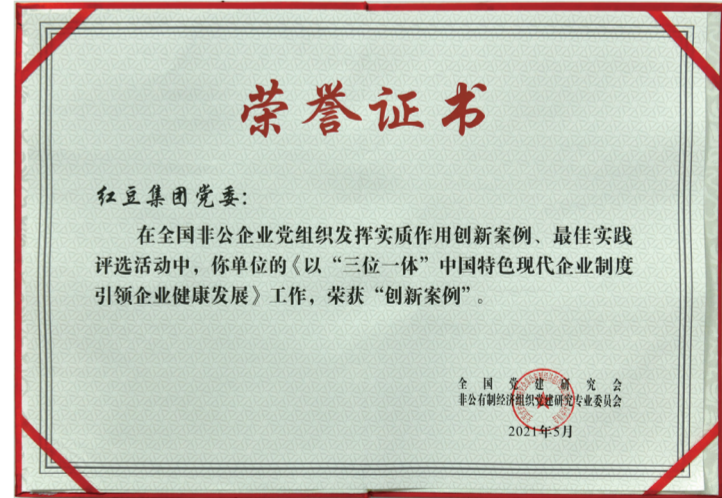 荣誉证书
红豆集团党委：
在全国非公企业党组织发挥实质作用创新案例、最佳实践
评选活动中，你单位的《以“三位一体”中国特色现代企业制度
引领企业健康发展》工作，荣获“创新案例”。
全国党建研究会
非公有制经济组织党建研究专业委员会
2021年5月